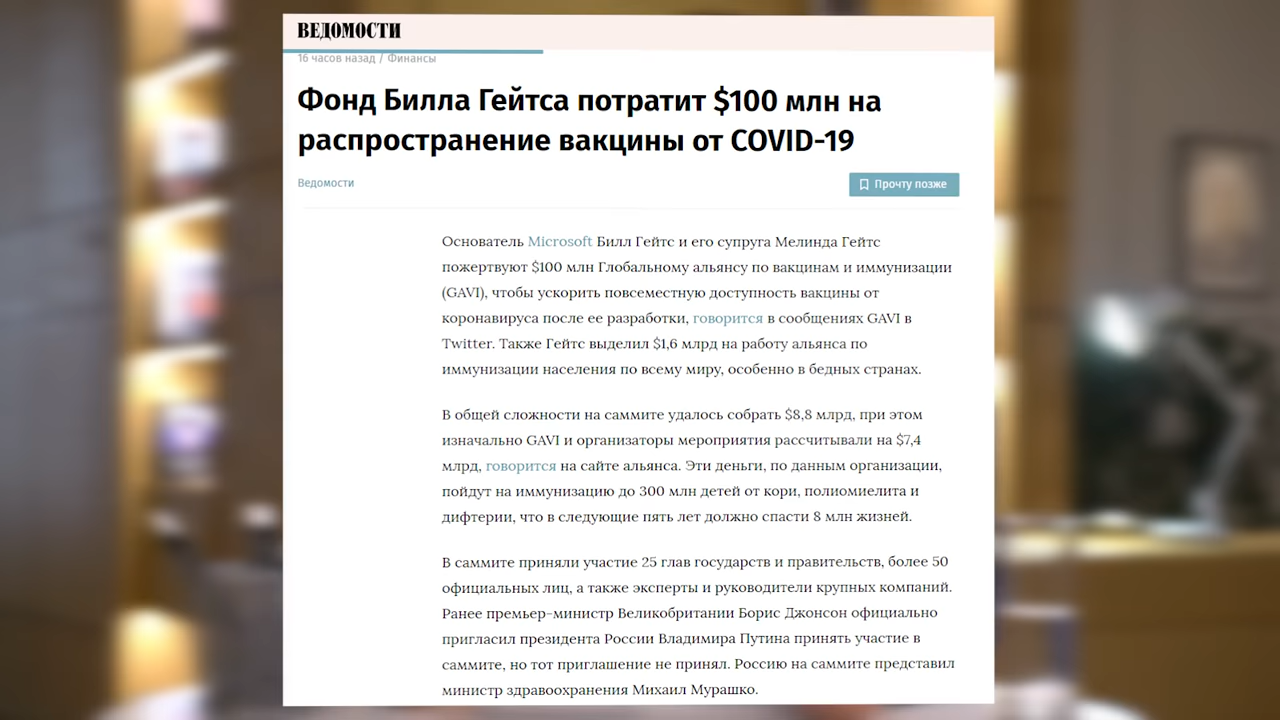 ВЕДОМОСТИ
16 часов назад / Финансы
Фонд Билла Гейтса потратит $100 млн на
распространение вакцины от COVID-19
Ведомости
Прочту позже
Основатель Microsoft Билл Гейтс и его супруга Мелинда Гейтс
пожертвуют $100 млн Глобальному альянсу по вакцинам и иммунизации
(GAVI), чтобы ускорить повсеместную доступность вакцины от
коронавируса после ее разработки, говорится в сообщениях GAVI в
Twitter. Также Гейтс выделил $1,6 млрд на работу альянса по
иммунизации населения по всему миру, особенно в бедных странах.
В общей сложности на саммите удалось собрать $8,8 млрд, при этом
изначально GAVI и организаторы мероприятия рассчитывали на $7,4
млрд, говорится на сайте альянса. Эти деньги, по данным организации,
пойдут на иммунизацию до 300 млн детей от кори, полиомиелита и
дифтерии, что в следующие пять лет должно спасти 8 млн жизней.
В саммите приняли участие 25 глав государств и правительств, более 50
официальных лиц, а также эксперты и руководители крупных компаний.
Ранее премьер-министр Великобритании Борис Джонсон официально
пригласил президента России Владимира Путина принять участие в
саммите, но тот приглашение не принял. Россию на саммите представил
министр здравоохранения Михаил Мурашко.